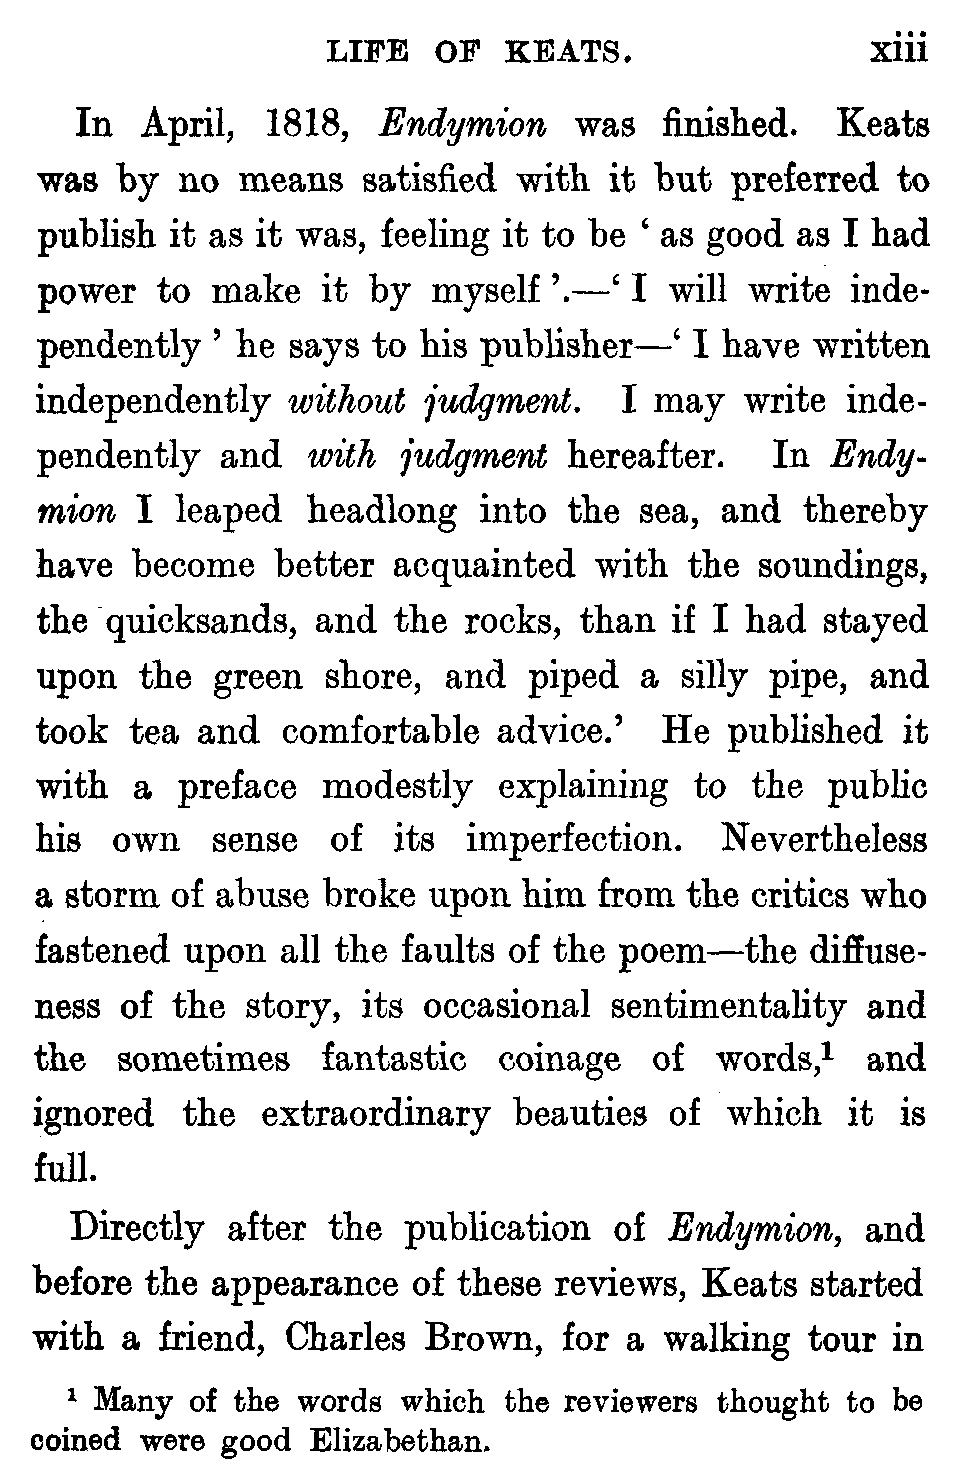 LIFE OF KEATS. xiii
In April, 1818, Endymion was finished. Keats
was by no means satisfied with it but preferred to
publish it as it was, feeling it to be ‘ as good as I had
power to make it by myself ’.—‘ I will write inde-
pendently ’ he says to his publisher—‘ I have written
independently without judgment. I may write inde-
pendently and with judgment hereafter. In Endy-
mion I leaped headlong into the sea, and thereby
have become better acquainted with the soundings,
the quicksands, and the rocks, than if I had stayed
upon the green shore, and piped a silly pipe, and
took tea and comfortable advice.’ He published it
with a preface modestly explaining to the public
his own sense of its imperfection. Nevertheless
a storm of abuse broke upon him from the critics who
fastened upon all the faults of the poem—the diffuse-
ness of the story, its occasional sentimentality and
the sometimes fantastic coinage of words,¹ and
ignored the extraordinary beauties of which it is
full.
Directly after the publication of Endymion, and
before the appearance of these reviews, Keats started
with a friend, Charles Brown, for a walking tour in
¹ Many of the words which the reviewers thought to be
coined were good Elizabethan.